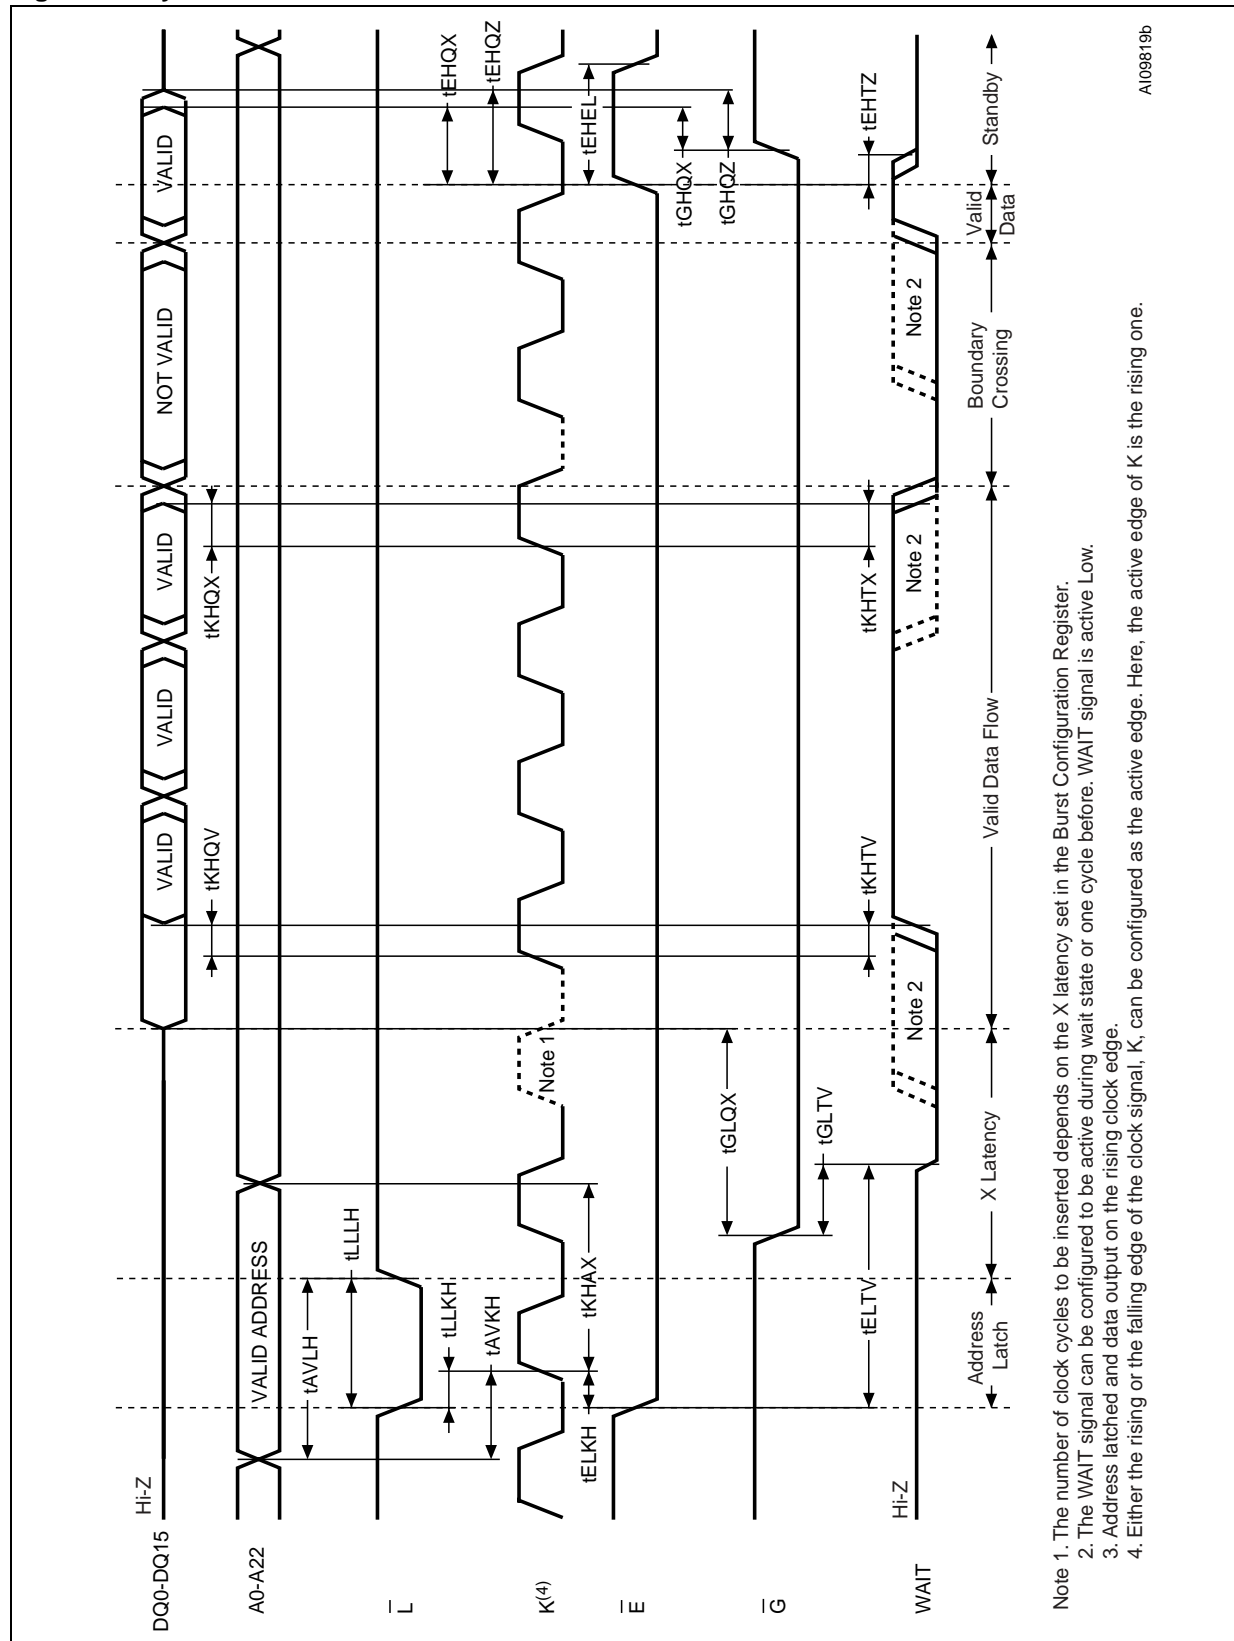 DQ0-DQ15
Hi-Z
VALID
VALID
VALID
NOT VALID
VALID
tKHQV
tKHQX
A0-A22
VALID ADDRESS
tAVLH
L
tLLLH
tLLKH
tAVKH
tEHQX
tEHQZ
K(4)
Note 1
tELKH
tKHAX
tEHEL
E
tGHQX
tGHQZ
G
tGLQX
tGLTV
tELTV
tKHTV
tKHTX
tEHTZ
WAIT
Hi-Z
Note 2
Note 2
Note 2
Address
Latch
X Latency
Valid Data Flow
Boundary
Crossing
Valid
Data
Standby
Note 1. The number of clock cycles to be inserted depends on the X latency set in the Burst Configuration Register.
2. The WAIT signal can be configured to be active during wait state or one cycle before. WAIT signal is active Low.
3. Address latched and data output on the rising clock edge.
4. Either the rising or the falling edge of the clock signal, K, can be configured as the active edge. Here, the active edge of K is the rising one.
AI09819b